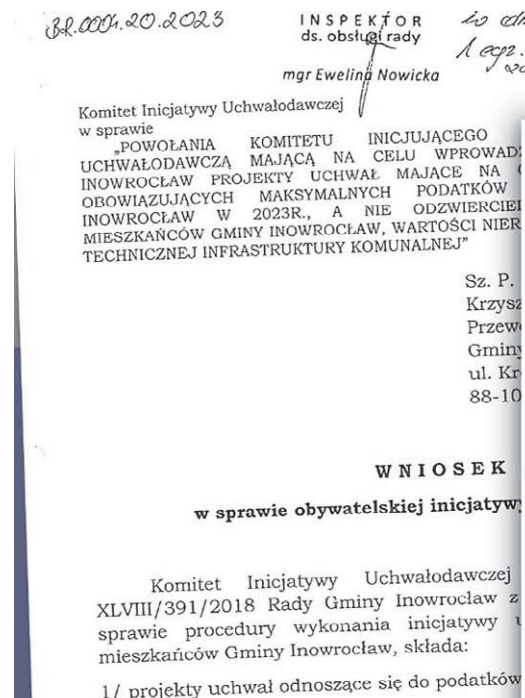 BR.0004.20.2023
INSPEKTOR
ds. obsługi rady
1 egz.
mgr Ewelina Nowicka
Komitet Inicjatywy Uchwałodawczej
w sprawie
„POWOŁANIA KOMITETU INICJUJĄCEGO
UCHWAŁODAWCZĄ MAJĄCĄ NA CELU WPROWAD
INOWROCŁAW PROJEKTY UCHWAŁ MAJĄCE NA
OBOWIĄZUJĄCYCH MAKSYMALNYCH PODATKÓW
INOWROCŁAW W 2023R., A NIE ODZWIERCIE
MIESZKAŃCÓW GMINY INOWROCŁAW, WARTOŚCI NIER
TECHNICZNEJ INFRASTRUKTURY KOMUNALNEJ”
Sz. P.
Krzysz
Przew
Gminy
ul. Kr
88-10
WNIOSEK
w sprawie obywatelskiej inicjatyw
Komitet Inicjatywy Uchwałodawczej
XLVIII/391/2018 Rady Gminy Inowrocław z
sprawie procedury wykonania inicjatywy
mieszkańców Gminy Inowrocław, składa:
1/ projekty uchwał odnoszące się do podatków